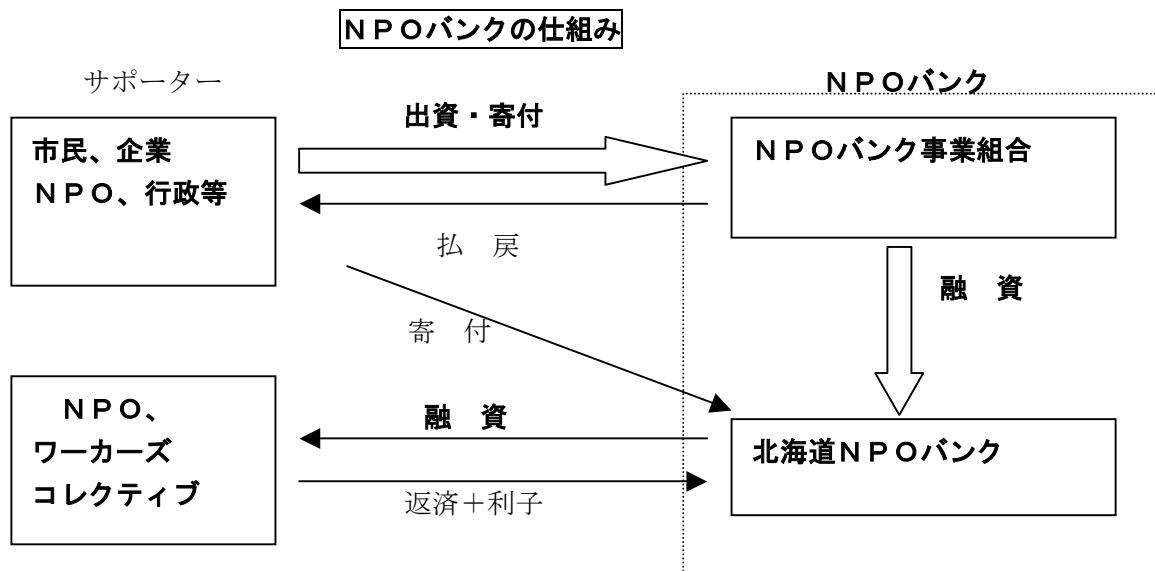 NPOバンクの仕組み
サポーター
NPOバンク
出資・寄付
市民、企業
NPO、行政等
NPOバンク事業組合
払 戻
融 資
寄 付
NPO、
ワーカーズ
コレクティブ
融 資
北海道NPOバンク
返済+利子